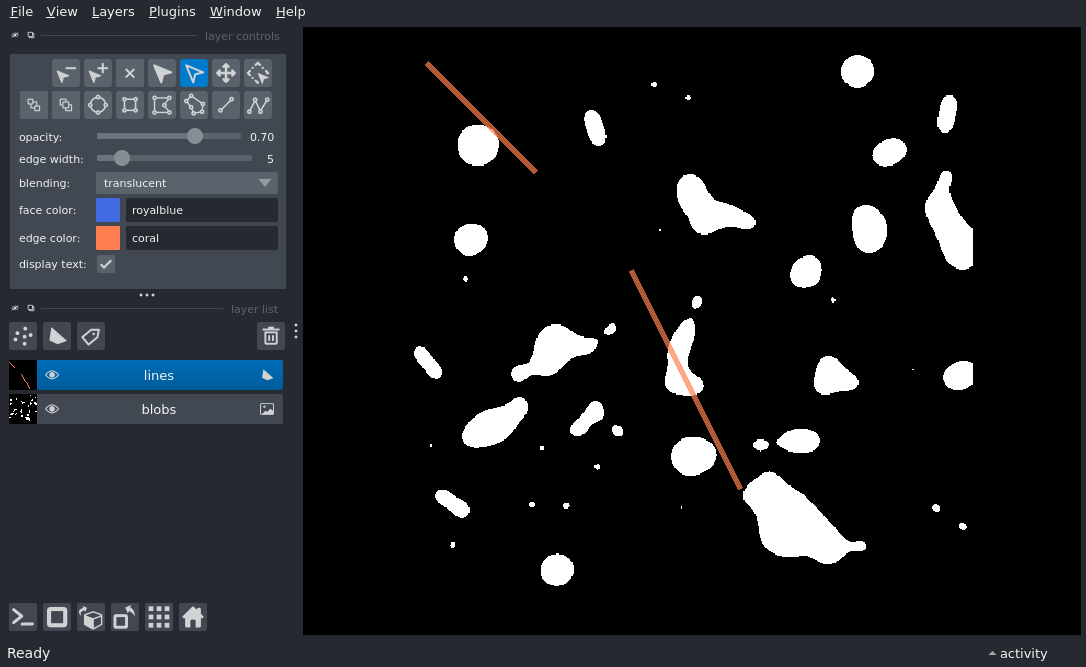 File View Layers Plugins Window Help
layer controls
opacity: 0.70
edge width: 5
blending: translucent
face color: royalblue
edge color: coral
display text:
layer list
lines
blobs
Ready
activity